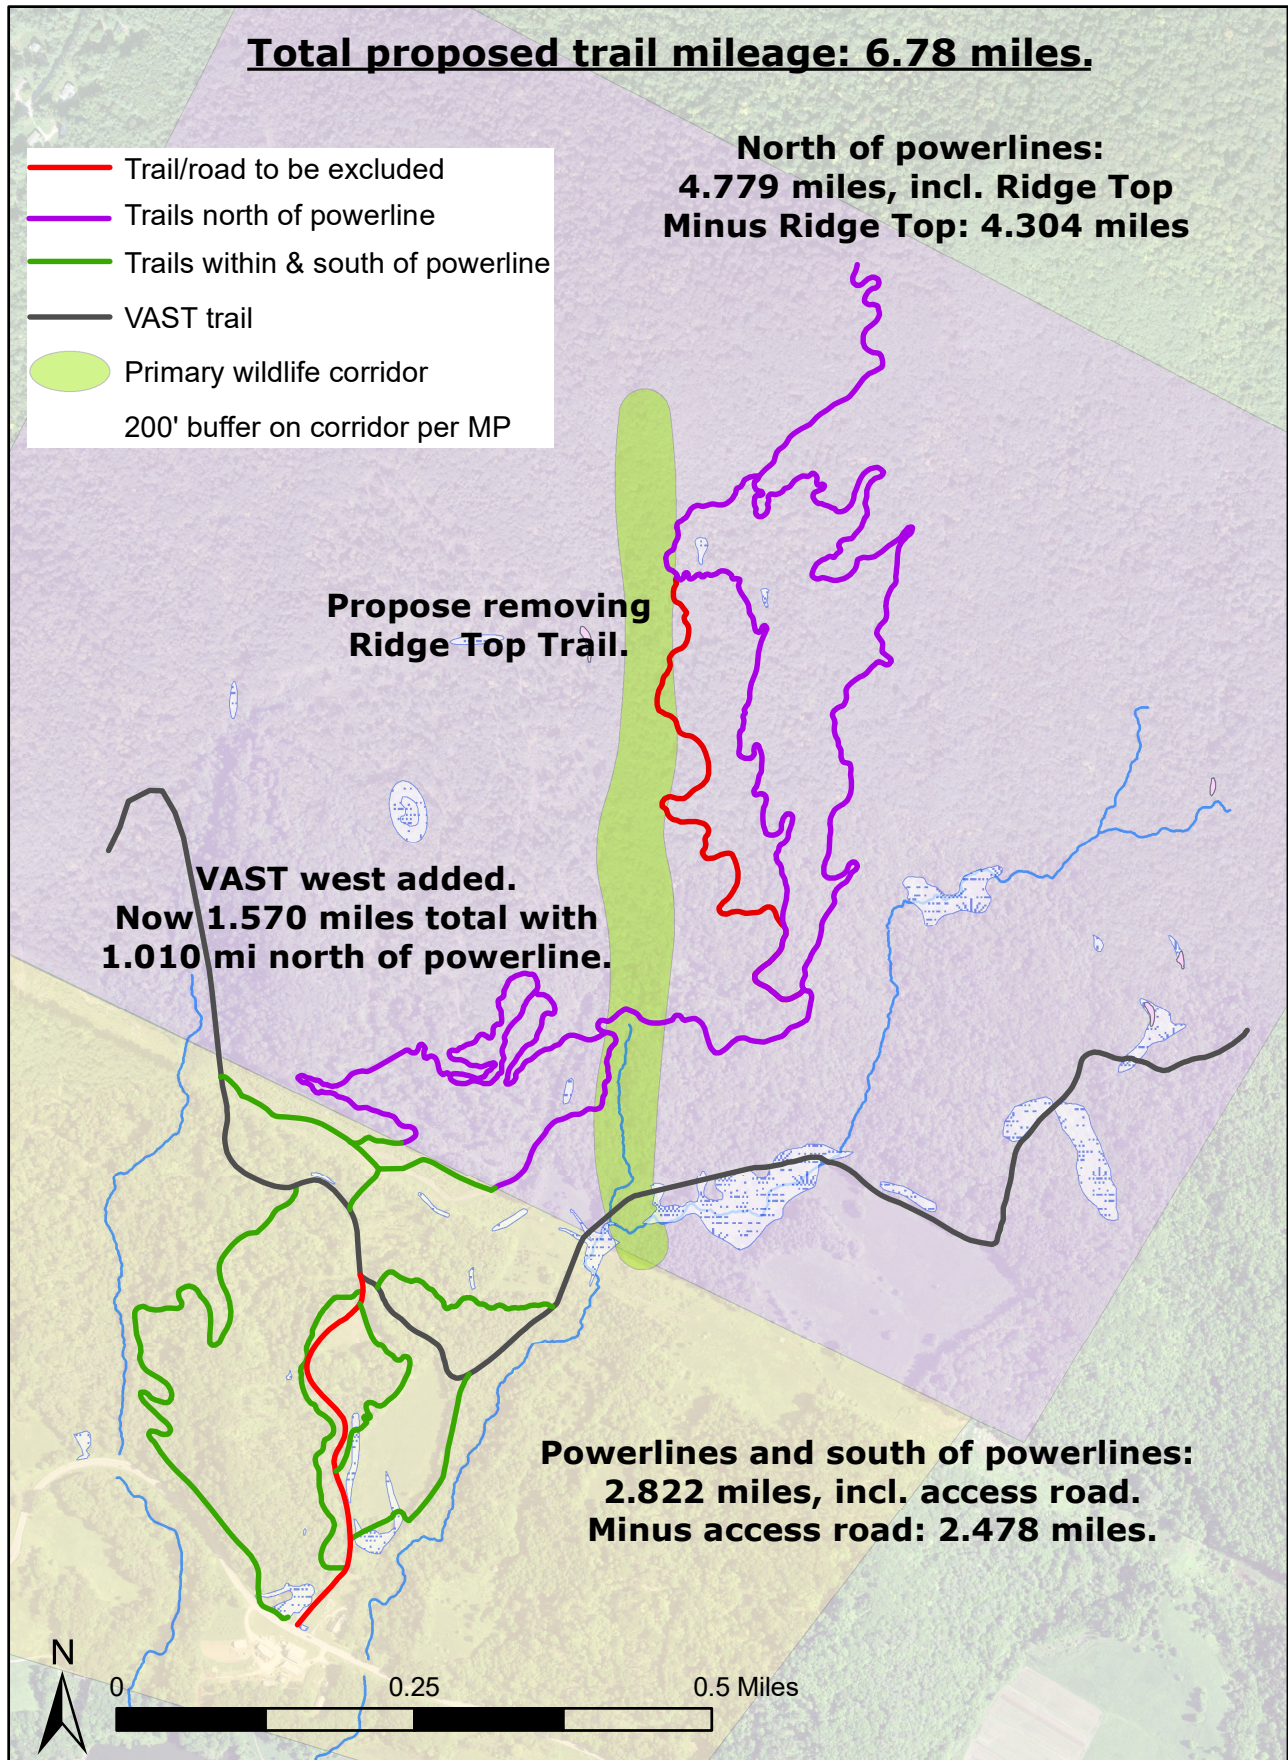 Total proposed trail mileage: 6.78 miles.
North of powerlines:
4.779 miles, incl. Ridge Top
Minus Ridge Top: 4.304 miles
Trail/road to be excluded
Trails north of powerline
Trails within & south of powerline
VAST trail
Primary wildlife corridor
200' buffer on corridor per MP
Propose removing
Ridge Top Trail.
VAST west added.
Now 1.570 miles total with
1.010 mi north of powerline.
Powerlines and south of powerlines:
2.822 miles, incl. access road.
Minus access road: 2.478 miles.
N
0 0.25 0.5 Miles